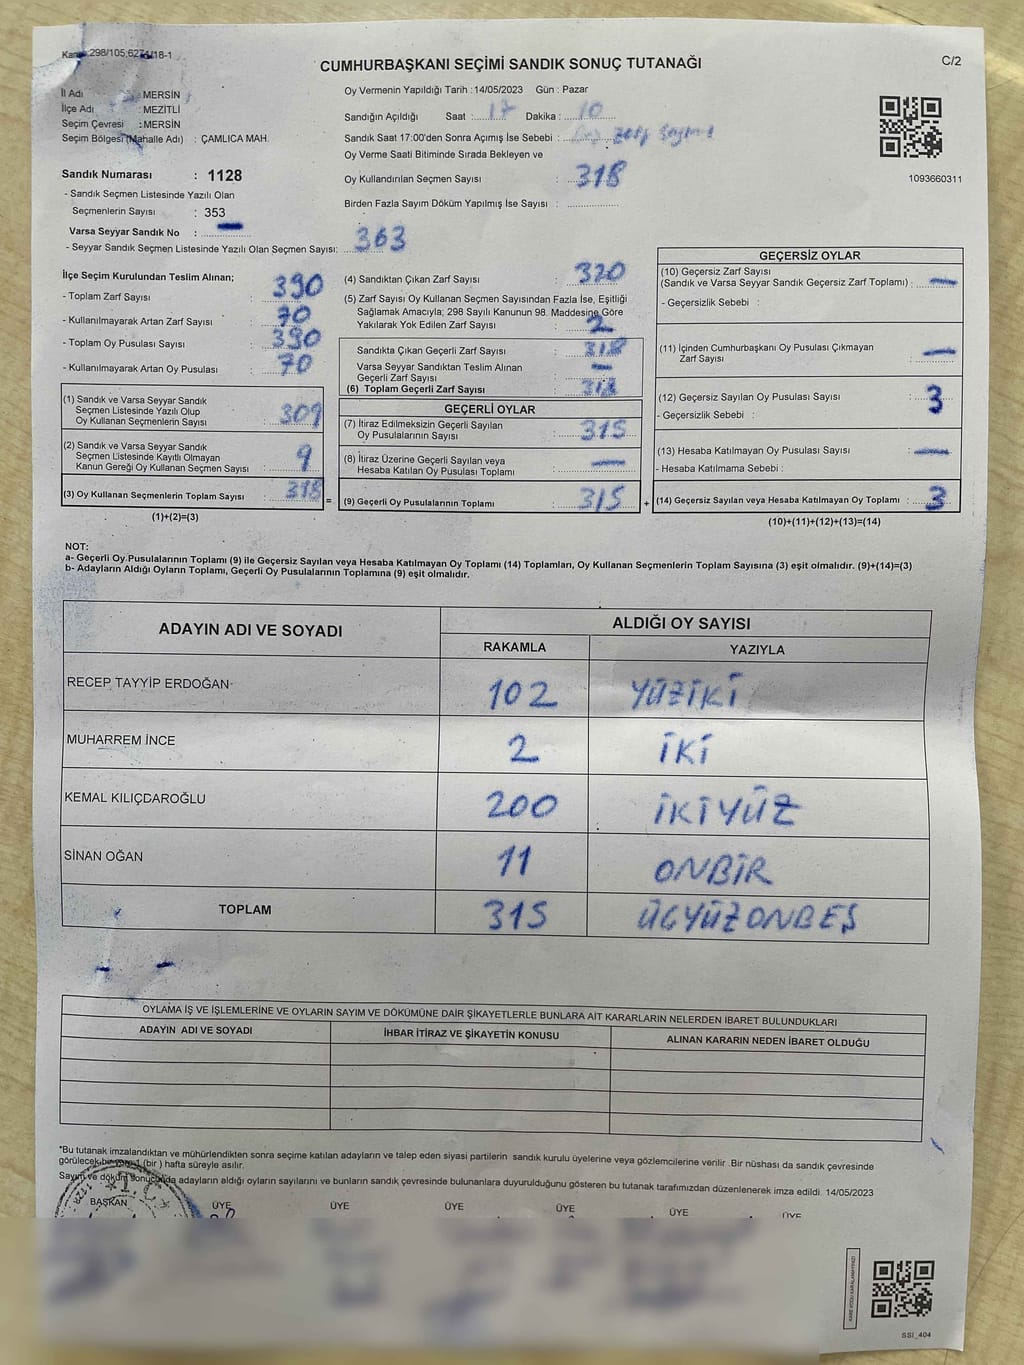 Kanun:298/105;6271/18-1
CUMHURBAŞKANI SEÇİMİ SANDIK SONUÇ TUTANAĞI
C/2
İl Adı : MERSİN
İlçe Adı : MEZİTLİ
Seçim Çevresi : MERSİN
Seçim Bölgesi (Mahalle Adı) : ÇAMLICA MAH.
Sandık Numarası : 1128
- Sandık Seçmen Listesinde Yazılı Olan
Seçmenlerin Sayısı : 353
Varsa Seyyar Sandık No : —
- Seyyar Sandık Seçmen Listesinde Yazılı Olan Seçmen Sayısı: 363
Oy Vermenin Yapıldığı Tarih : 14/05/2023 Gün : Pazar
Sandığın Açıldığı Saat : 17 Dakika : 10
Sandık Saat 17:00'den Sonra Açımış İse Sebebi : zarf sayımı
Oy Verme Saati Bitiminde Sırada Bekleyen ve
Oy Kullandırılan Seçmen Sayısı : 318
Birden Fazla Sayım Döküm Yapılmış İse Sayısı :
1093660311
İlçe Seçim Kurulundan Teslim Alınan;
- Toplam Zarf Sayısı : 390
- Kullanılmayarak Artan Zarf Sayısı : 70
- Toplam Oy Pusulası Sayısı : 390
- Kullanılmayarak Artan Oy Pusulası : 70
(1) Sandık ve Varsa Seyyar Sandık
Seçmen Listesinde Yazılı Olup
Oy Kullanan Seçmenlerin Sayısı : 309
(2) Sandık ve Varsa Seyyar Sandık
Seçmen Listesinde Kayıtlı Olmayan
Kanun Gereği Oy Kullanan Seçmen Sayısı : 9
(3) Oy Kullanan Seçmenlerin Toplam Sayısı : 318
(1)+(2)=(3)
(4) Sandıktan Çıkan Zarf Sayısı : 320
(5) Zarf Sayısı Oy Kullanan Seçmen Sayısından Fazla İse, Eşitliği
Sağlamak Amacıyla; 298 Sayılı Kanunun 98. Maddesine Göre
Yakılarak Yok Edilen Zarf Sayısı : 2
Sandıkta Çıkan Geçerli Zarf Sayısı : 318
Varsa Seyyar Sandıktan Teslim Alınan
Geçerli Zarf Sayısı : —
(6) Toplam Geçerli Zarf Sayısı : 318
GEÇERLİ OYLAR
(7) İtiraz Edilmeksizin Geçerli Sayılan
Oy Pusulalarının Sayısı : 315
(8) İtiraz Üzerine Geçerli Sayılan veya
Hesaba Katılan Oy Pusulası Toplamı : —
= (9) Geçerli Oy Pusulalarının Toplamı : 315
GEÇERSİZ OYLAR
(10) Geçersiz Zarf Sayısı
(Sandık ve Varsa Seyyar Sandık Geçersiz Zarf Toplamı) : —
- Geçersizlik Sebebi :
(11) İçinden Cumhurbaşkanı Oy Pusulası Çıkmayan
Zarf Sayısı : —
(12) Geçersiz Sayılan Oy Pusulası Sayısı : 3
- Geçersizlik Sebebi :
(13) Hesaba Katılmayan Oy Pusulası Sayısı : —
- Hesaba Katılmama Sebebi :
+ (14) Geçersiz Sayılan veya Hesaba Katılmayan Oy Toplamı : 3
(10)+(11)+(12)+(13)=(14)
NOT:
a- Geçerli Oy Pusulalarının Toplamı (9) ile Geçersiz Sayılan veya Hesaba Katılmayan Oy Toplamı (14) Toplamları, Oy Kullanan Seçmenlerin Toplam Sayısına (3) eşit olmalıdır. (9)+(14)=(3)
b- Adayların Aldığı Oyların Toplamı, Geçerli Oy Pusulalarının Toplamına (9) eşit olmalıdır.
ADAYIN ADI VE SOYADI
ALDIĞI OY SAYISI
RAKAMLA YAZIYLA
RECEP TAYYİP ERDOĞAN 102 YÜZİKİ
MUHARREM İNCE 2 İKİ
KEMAL KILIÇDAROĞLU 200 İKİYÜZ
SİNAN OĞAN 11 ONBİR
TOPLAM 315 ÜÇYÜZONBEŞ
OYLAMA İŞ VE İŞLEMLERİNE VE OYLARIN SAYIM VE DÖKÜMÜNE DAİR ŞİKAYETLERLE BUNLARA AİT KARARLARIN NELERDEN İBARET BULUNDUKLARI
ADAYIN ADI VE SOYADI İHBAR İTİRAZ VE ŞİKAYETİN KONUSU ALINAN KARARIN NEDEN İBARET OLDUĞU
*Bu tutanak imzalandıktan ve mühürlendikten sonra seçime katılan adayların ve talep eden siyasi partilerin sandık kurulu üyelerine veya gözlemcilerine verilir. Bir nüshası da sandık çevresinde
görülecek bir yere 1 (bir) hafta süreyle asılır.
Sayım ve döküm sonucunda adayların aldığı oyların sayılarını ve bunların sandık çevresinde bulunanlara duyurulduğunu gösteren bu tutanak tarafımızdan düzenlenerek imza edildi. 14/05/2023
BAŞKAN ÜYE ÜYE ÜYE ÜYE ÜYE ÜYE
T.C.
KARE KODU KARALAMAYINIZ
SSI_404